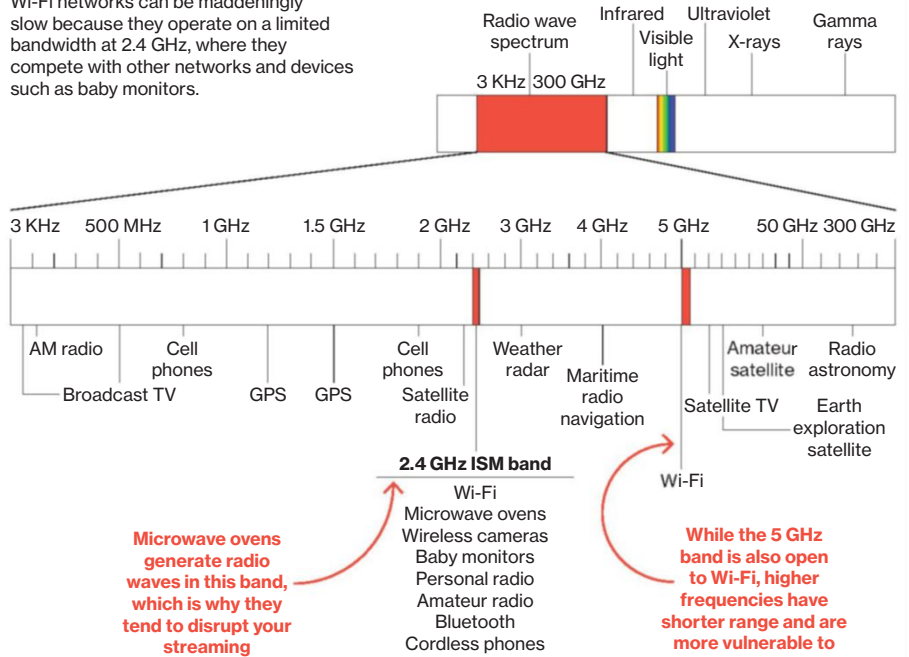 Wi-Fi networks can be maddeningly
slow because they operate on a limited
bandwidth at 2.4 GHz, where they
compete with other networks and devices
such as baby monitors.
Radio wave
spectrum
Infrared
Visible
light
Ultraviolet
X-rays
Gamma
rays
3 KHz 300 GHz
3 KHz 500 MHz 1 GHz 1.5 GHz 2 GHz 3 GHz 4 GHz 5 GHz 50 GHz 300 GHz
AM radio
Broadcast TV
Cell
phones
GPS
GPS
Cell
phones
Satellite
radio
Weather
radar
Maritime
radio
navigation
Satellite TV
Amateur
satellite
Earth
exploration
satellite
Radio
astronomy
2.4 GHz ISM band
Wi-Fi
Microwave ovens
Wireless cameras
Baby monitors
Personal radio
Amateur radio
Bluetooth
Cordless phones
Wi-Fi
Microwave ovens
generate radio
waves in this band,
which is why they
tend to disrupt your
streaming
While the 5 GHz
band is also open
to Wi-Fi, higher
frequencies have
shorter range and are
more vulnerable to